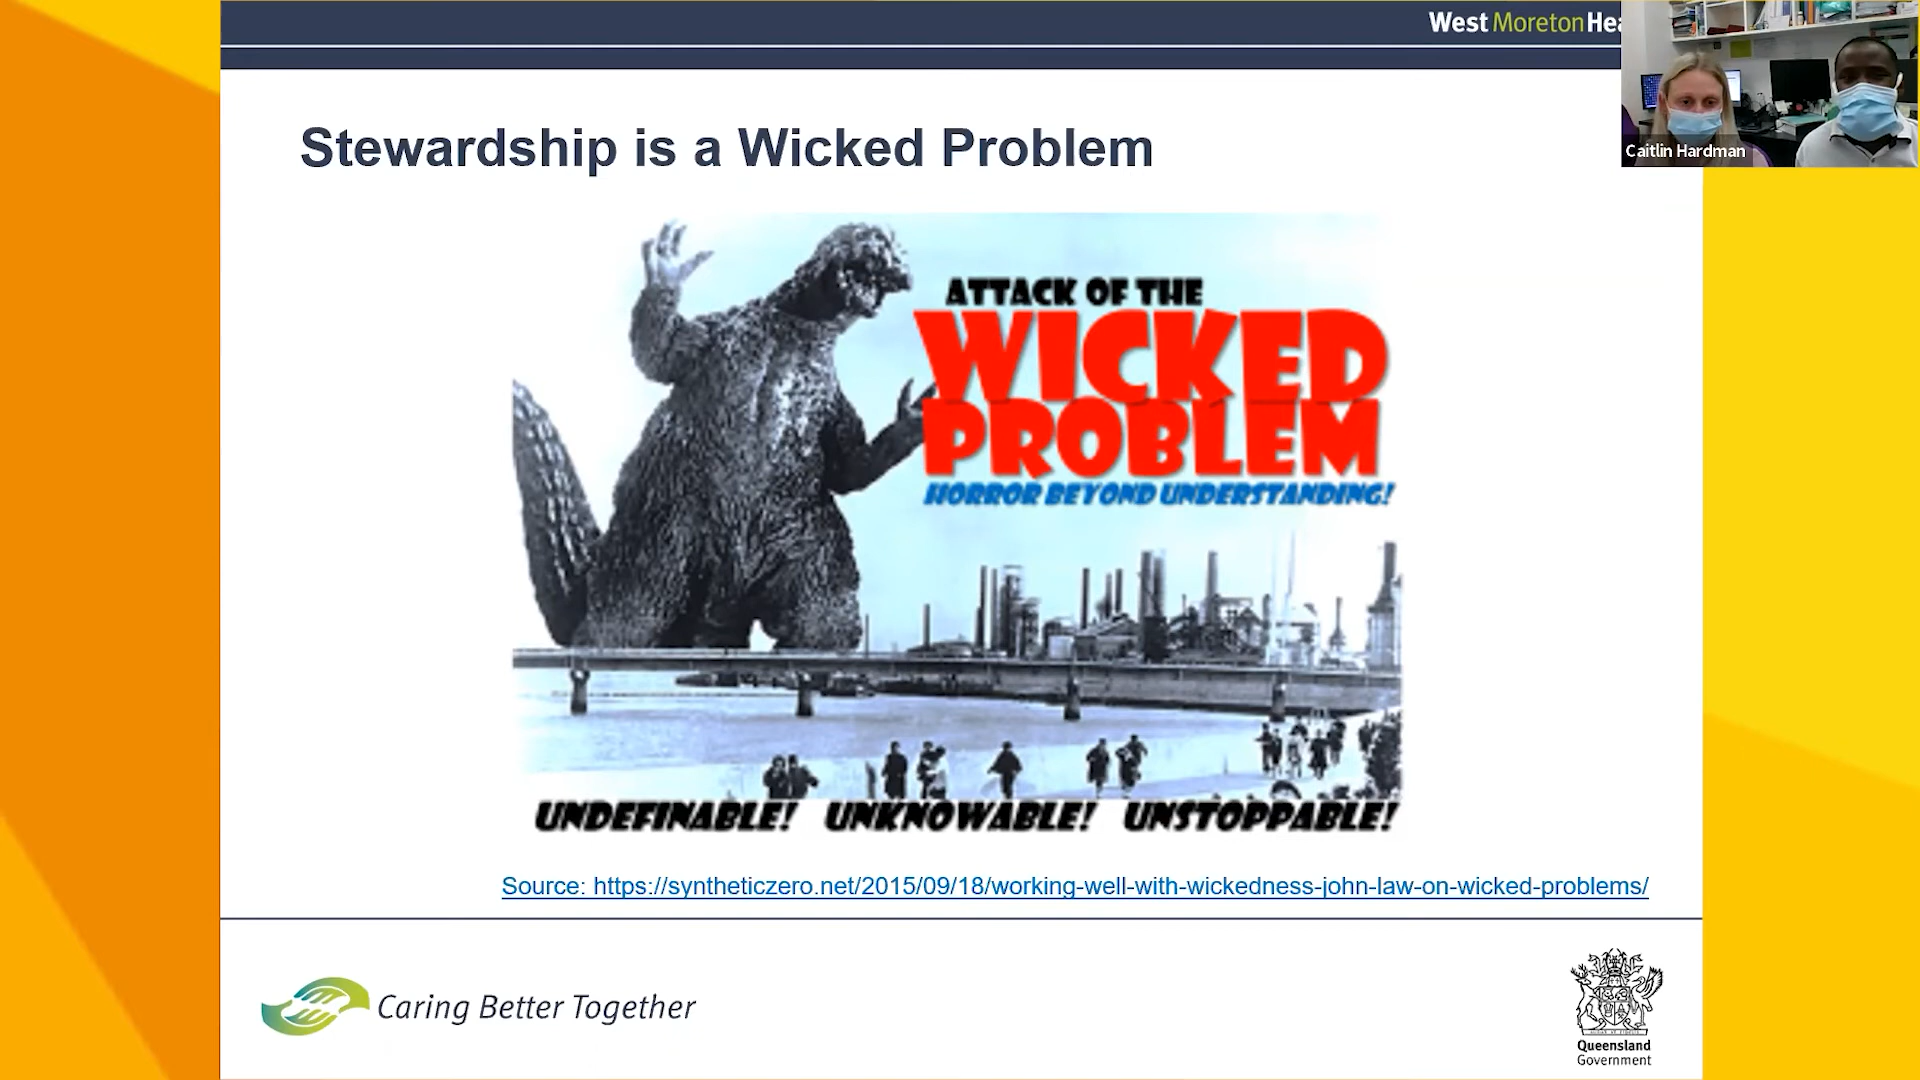 West Moreton Hea
Caitlin Hardman
Stewardship is a Wicked Problem
ATTACK OF THE
WICKED
PROBLEM
HORROR BEYOND UNDERSTANDING!
UNDEFINABLE! UNKNOWABLE! UNSTOPPABLE!
Source: https://syntheticzero.net/2015/09/18/working-well-with-wickedness-john-law-on-wicked-problems/
Caring Better Together
Queensland
Government